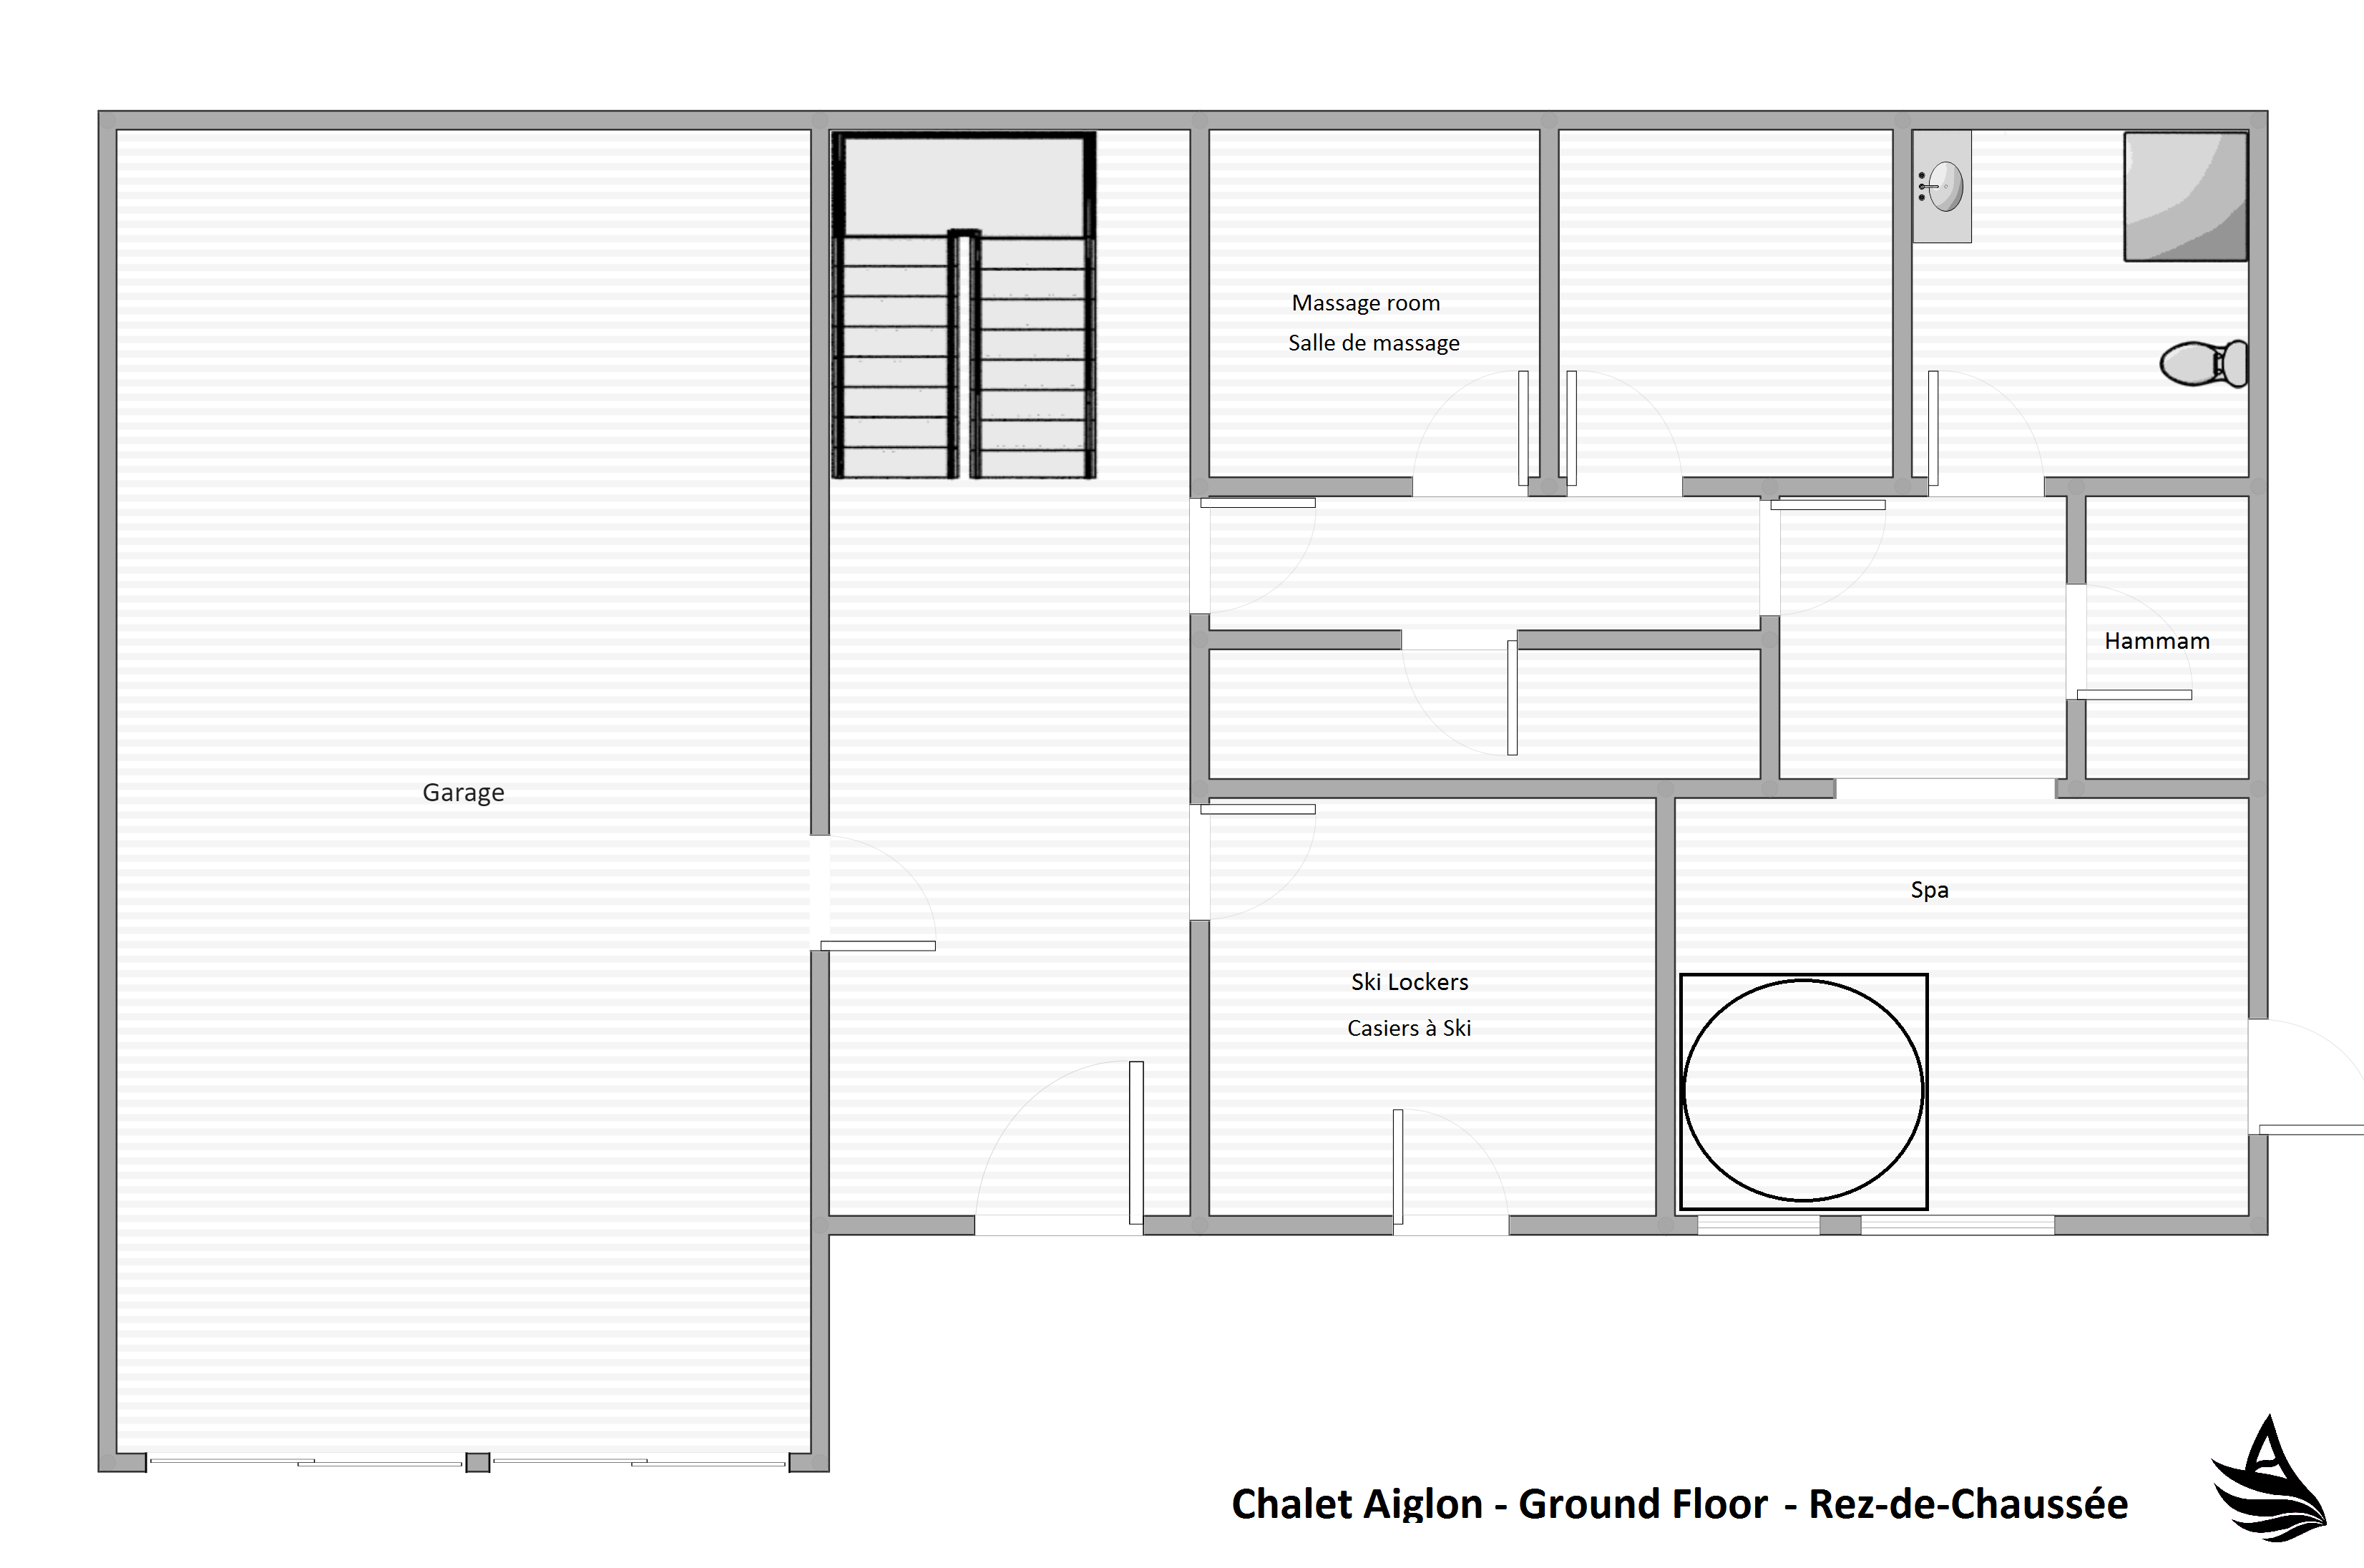 Massage room
Salle de massage
Hammam
Garage
Spa
Ski Lockers
Casiers à Ski
Chalet Aiglon - Ground Floor - Rez-de-Chaussée